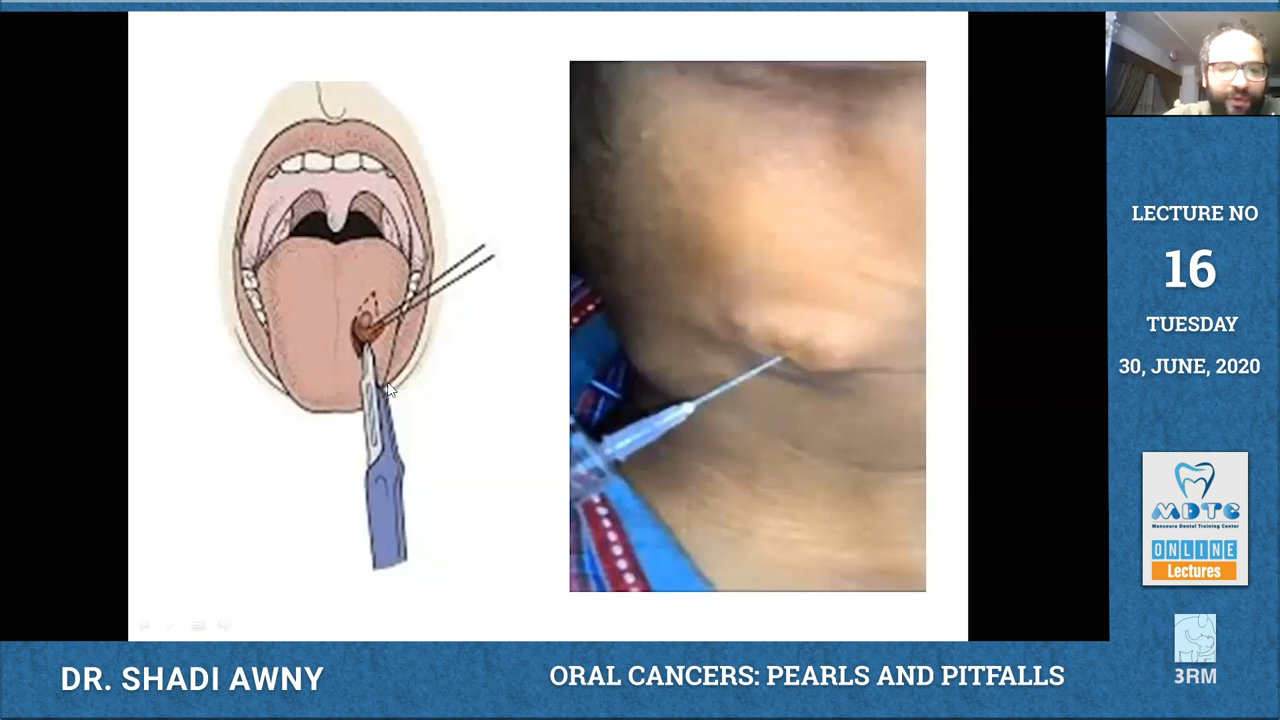 LECTURE NO
16
TUESDAY
30, JUNE, 2020
MDTC
Mansoura Dental Training Center
ONLINE
Lectures
3RM
DR. SHADI AWNY
ORAL CANCERS: PEARLS AND PITFALLS